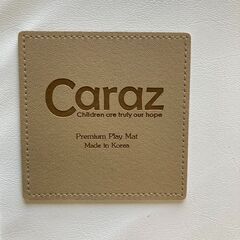 Caraz
Children are truly our hope
Premium Play Mat
Made in Korea